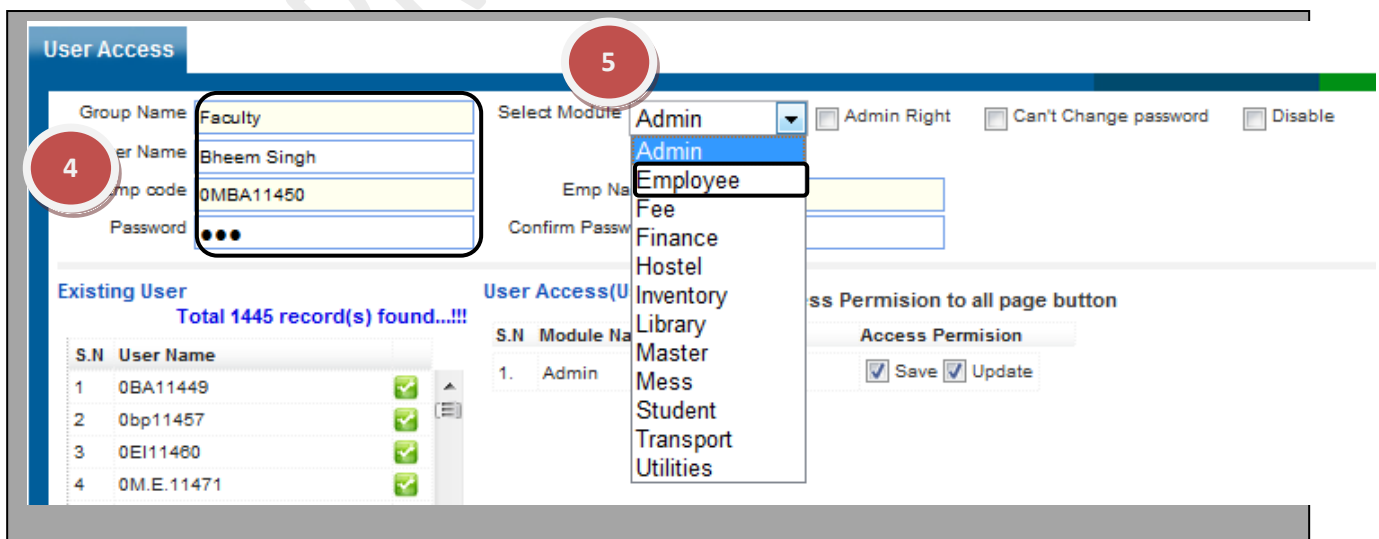 User Access
5
Group Name Faculty Select Module Admin Admin Right Can't Change password Disable
4 er Name Bheem Singh Admin
mp code 0MBA11450 Emp Na Employee
Fee
Password ●●● Confirm Passw Finance
Hostel
Existing User User Access(U Inventory ss Permision to all page button
Total 1445 record(s) found...!!!
Library
S.N Module Na Access Permision
S.N User Name Master
1 0BA11449 1. Admin Mess Save Update
2 0bp11457 Student
3 0EI11460 Transport
4 0M.E.11471 Utilities